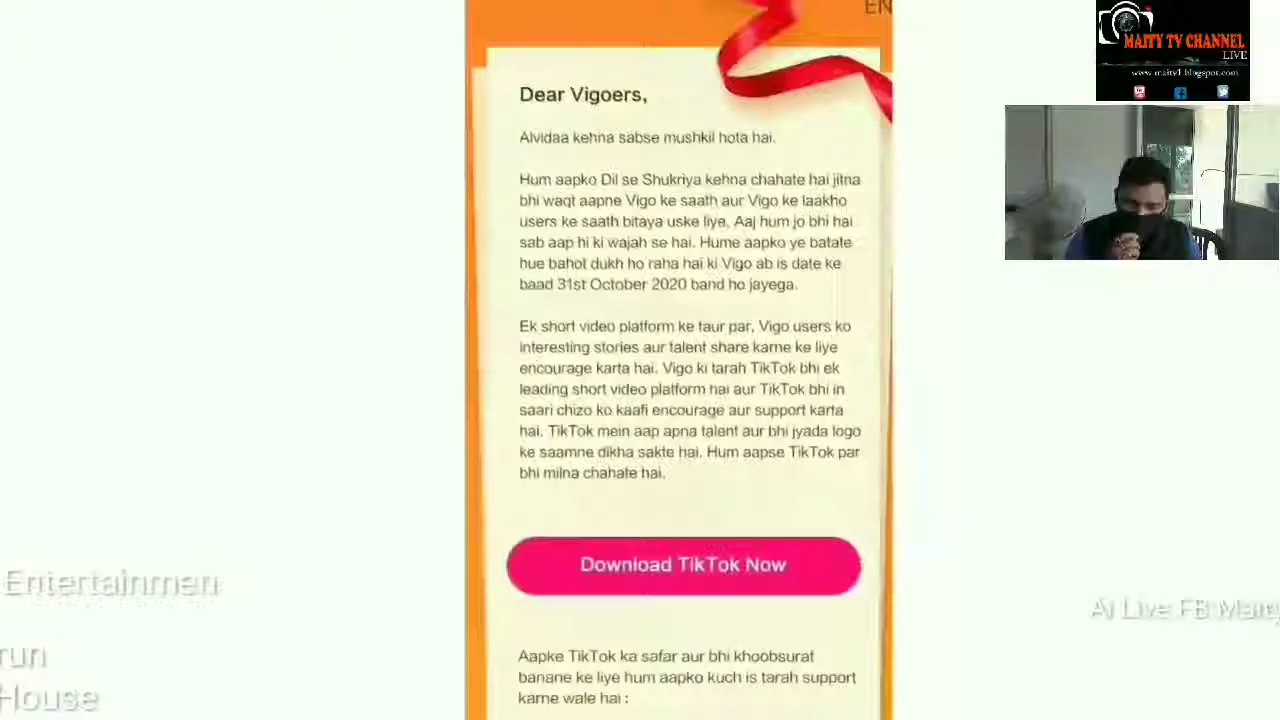 EN
MAITY TV CHANNEL
LIVE
www.maity1.blogspot.com
Dear Vigoers,
Alvidaa kehna sabse mushkil hota hai.
Hum aapko Dil se Shukriya kehna chahate hai jitna
bhi waqt aapne Vigo ke saath aur Vigo ke laakho
users ke saath bitaya uske liye. Aaj hum jo bhi hai
sab aap hi ki wajah se hai. Hume aapko ye batate
hue bahot dukh ho raha hai ki Vigo ab is date ke
baad 31st October 2020 band ho jayega.
Ek short video platform ke taur par, Vigo users ko
interesting stories aur talent share karne ke liye
encourage karta hai. Vigo ki tarah TikTok bhi ek
leading short video platform hai aur TikTok bhi in
saari chizo ko kaafi encourage aur support karta
hai. TikTok mein aap apna talent aur bhi jyada logo
ke saamne dikha sakte hai. Hum aapse TikTok par
bhi milna chahate hai.
Download TikTok Now
Entertainmen
Live FB
run
House
Aapke TikTok ka safar aur bhi khoobsurat
banane ke liye hum aapko kuch is tarah support
karne wale hai :